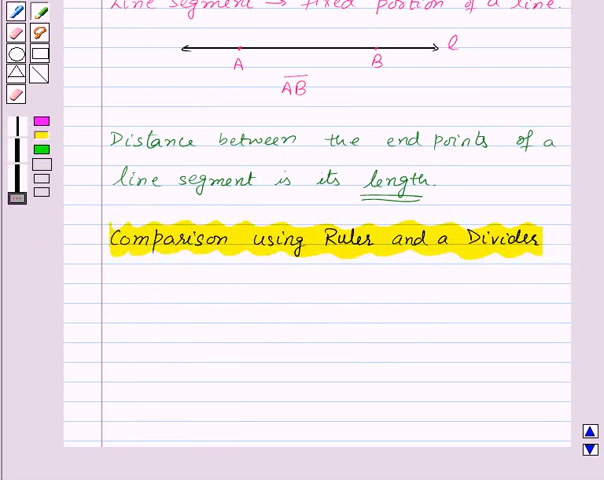 Line segment → fixed portion of a line.
l
A B
A̅B̅
Distance between the end points of a
line segment is its length.
Comparison using Ruler and a Divider